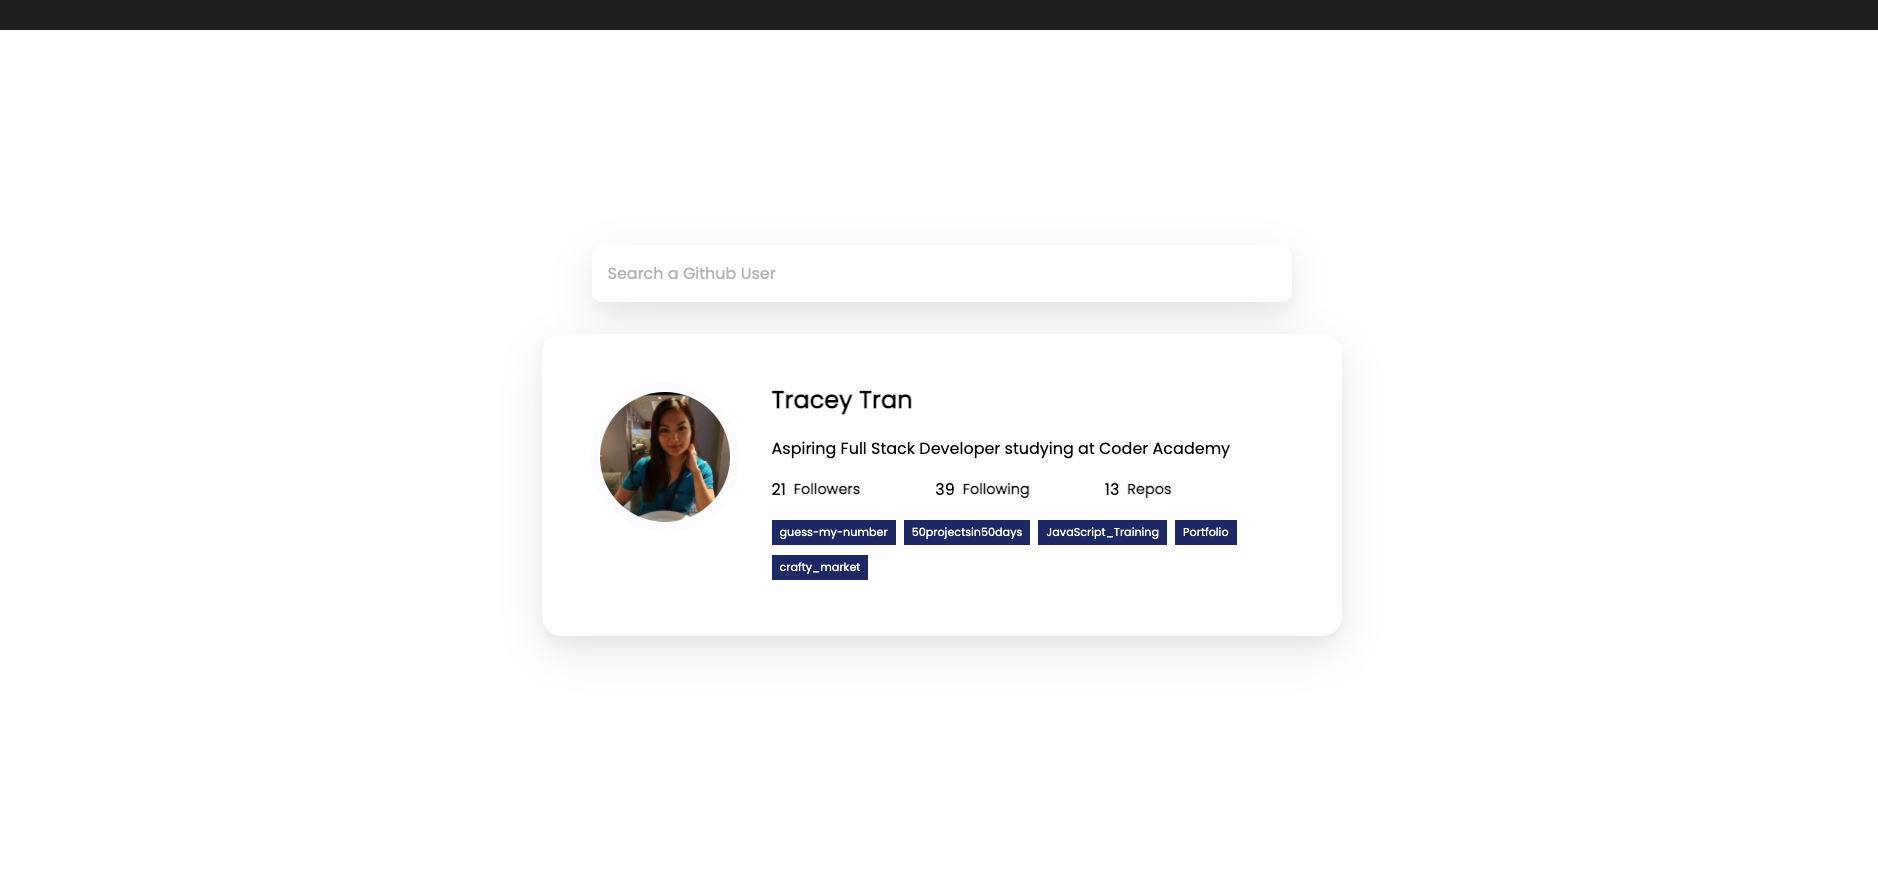 Search a Github User
Tracey Tran
Aspiring Full Stack Developer studying at Coder Academy
21 Followers 39 Following 13 Repos
guess-my-number 50projectsin50days JavaScript_Training Portfolio
crafty_market